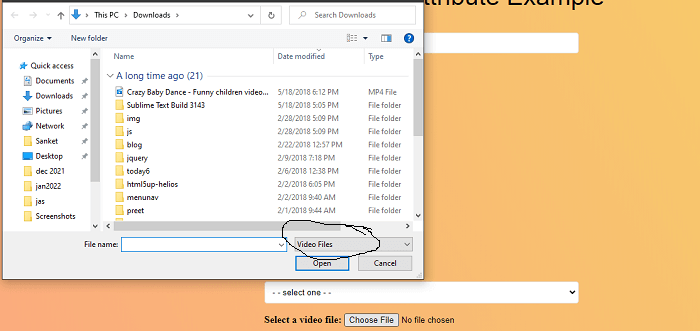 tribute Example
This PC > Downloads >
Search Downloads
Organize
New folder
Name Date modified Type
Quick access
Documents
Downloads
Pictures
Network
Sanket
Desktop
dec 2021
jan2022
jas
Screenshots
A long time ago (21)
Crazy Baby Dance - Funny children video... 5/18/2018 6:12 PM MP4 File
Sublime Text Build 3143 5/18/2018 5:05 PM File folder
img 2/28/2018 5:09 PM File folder
js 2/28/2018 5:09 PM File folder
blog 2/22/2018 12:57 PM File folder
jquery 2/9/2018 7:18 PM File folder
today6 2/6/2018 12:38 PM File folder
html5up-helios 2/2/2018 6:05 PM File folder
menunav 2/2/2018 9:40 AM File folder
preet 2/1/2018 9:44 AM File folder
File name:
Video Files
Open Cancel
- - select one - -
Select a video file: Choose File No file chosen